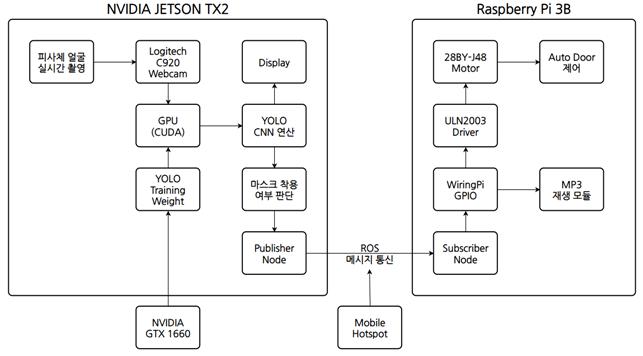 NVIDIA JETSON TX2
피사체 얼굴
실시간 촬영
Logitech
C920
Webcam
Display
GPU
(CUDA)
YOLO
CNN 연산
YOLO
Training
Weight
마스크 착용
여부 판단
Publisher
Node
NVIDIA
GTX 1660
ROS
메시지 통신
Mobile
Hotspot
Raspberry Pi 3B
28BY-J48
Motor
Auto Door
제어
ULN2003
Driver
WiringPi
GPIO
MP3
재생 모듈
Subscriber
Node